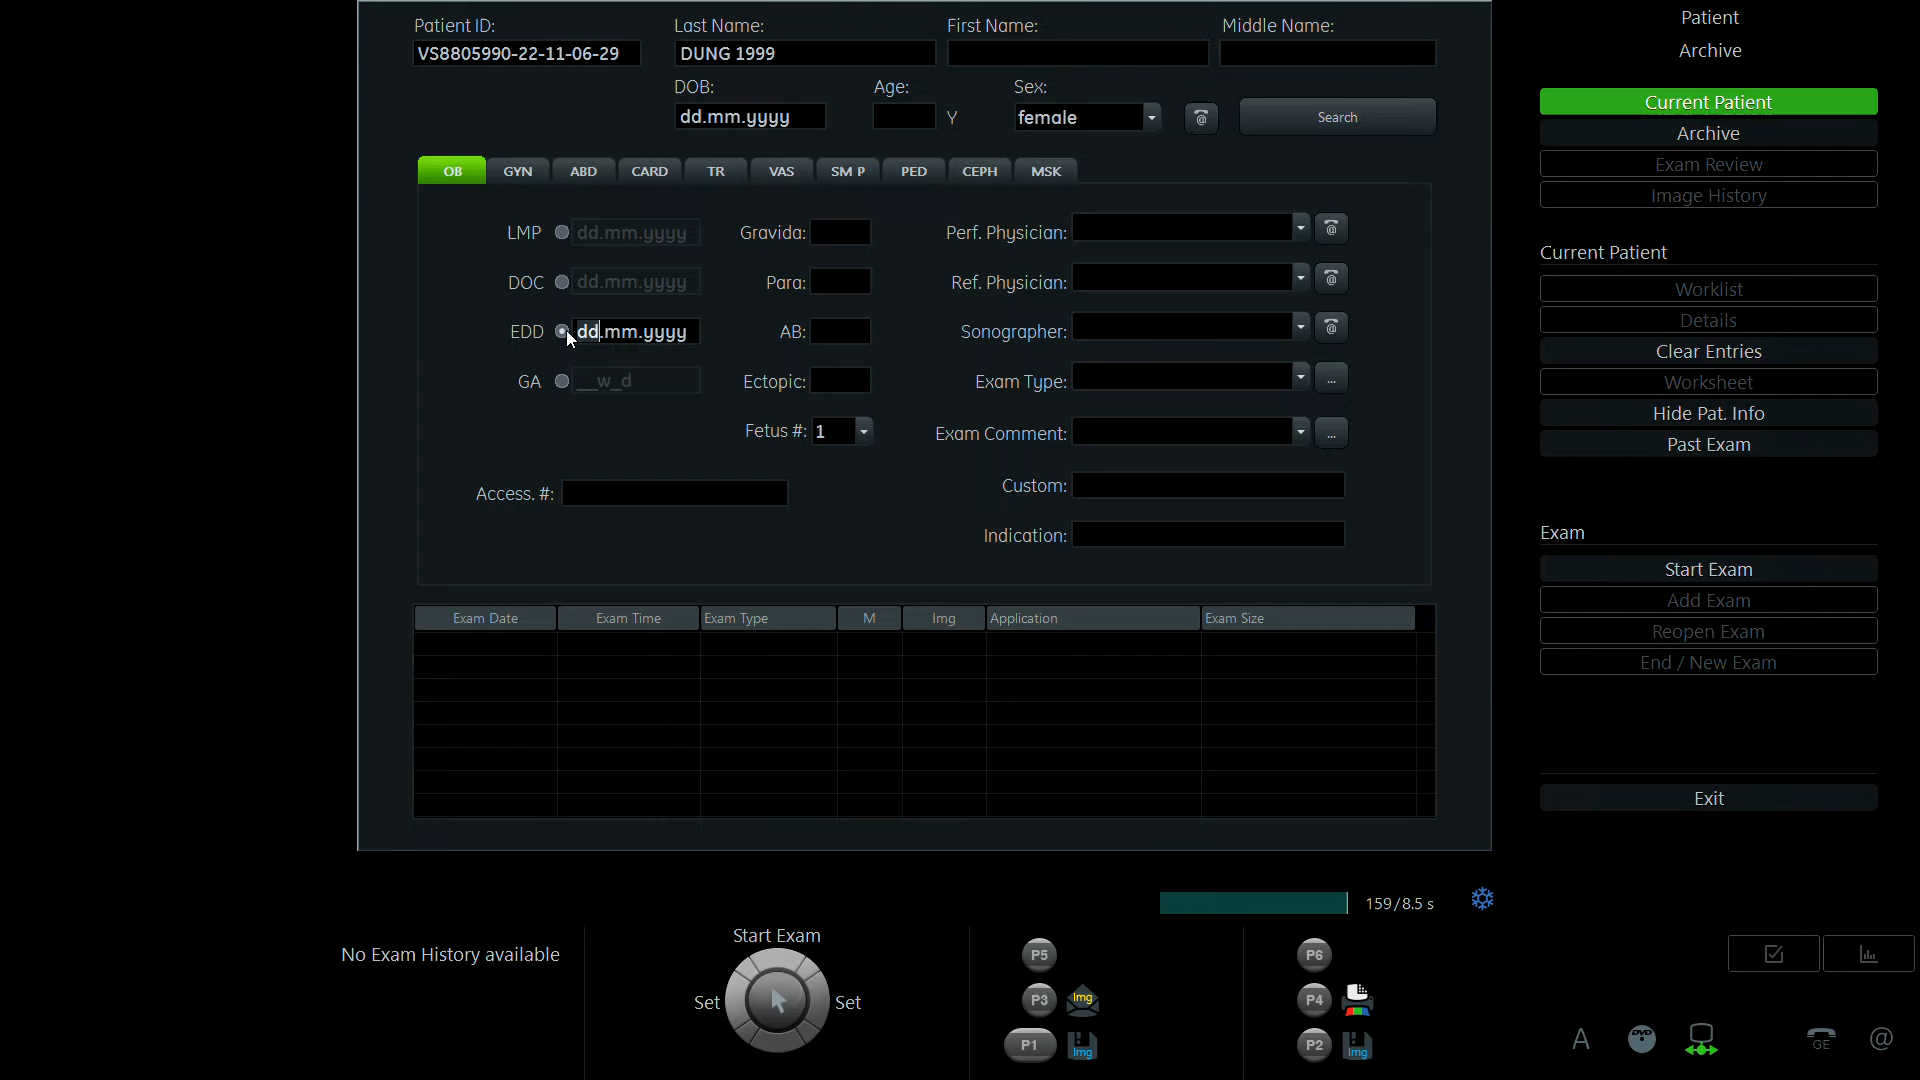 Patient ID: Last Name: First Name: Middle Name:
VS8805990-22-11-06-29 DUNG 1999
DOB: Age: Sex:
dd.mm.yyyy Y female @ Search
OB GYN ABD CARD TR VAS SM P PED CEPH MSK
LMP dd.mm.yyyy Gravida: Perf. Physician: @
DOC dd.mm.yyyy Para: Ref. Physician: @
EDD dd.mm.yyyy AB: Sonographer: @
GA __w_d Ectopic: Exam Type: ...
Fetus #: 1 Exam Comment: ...
Custom:
Access. #:
Indication:
Exam Date Exam Time Exam Type M Img Application Exam Size
Patient
Archive
Current Patient
Archive
Exam Review
Image History
Current Patient
Worklist
Details
Clear Entries
Worksheet
Hide Pat. Info
Past Exam
Exam
Start Exam
Add Exam
Reopen Exam
End / New Exam
Exit
159/8.5 s
No Exam History available
Start Exam
Set Set
P5 P6
P3 Img P4
P1 Img P2 Img
A DVD GE @